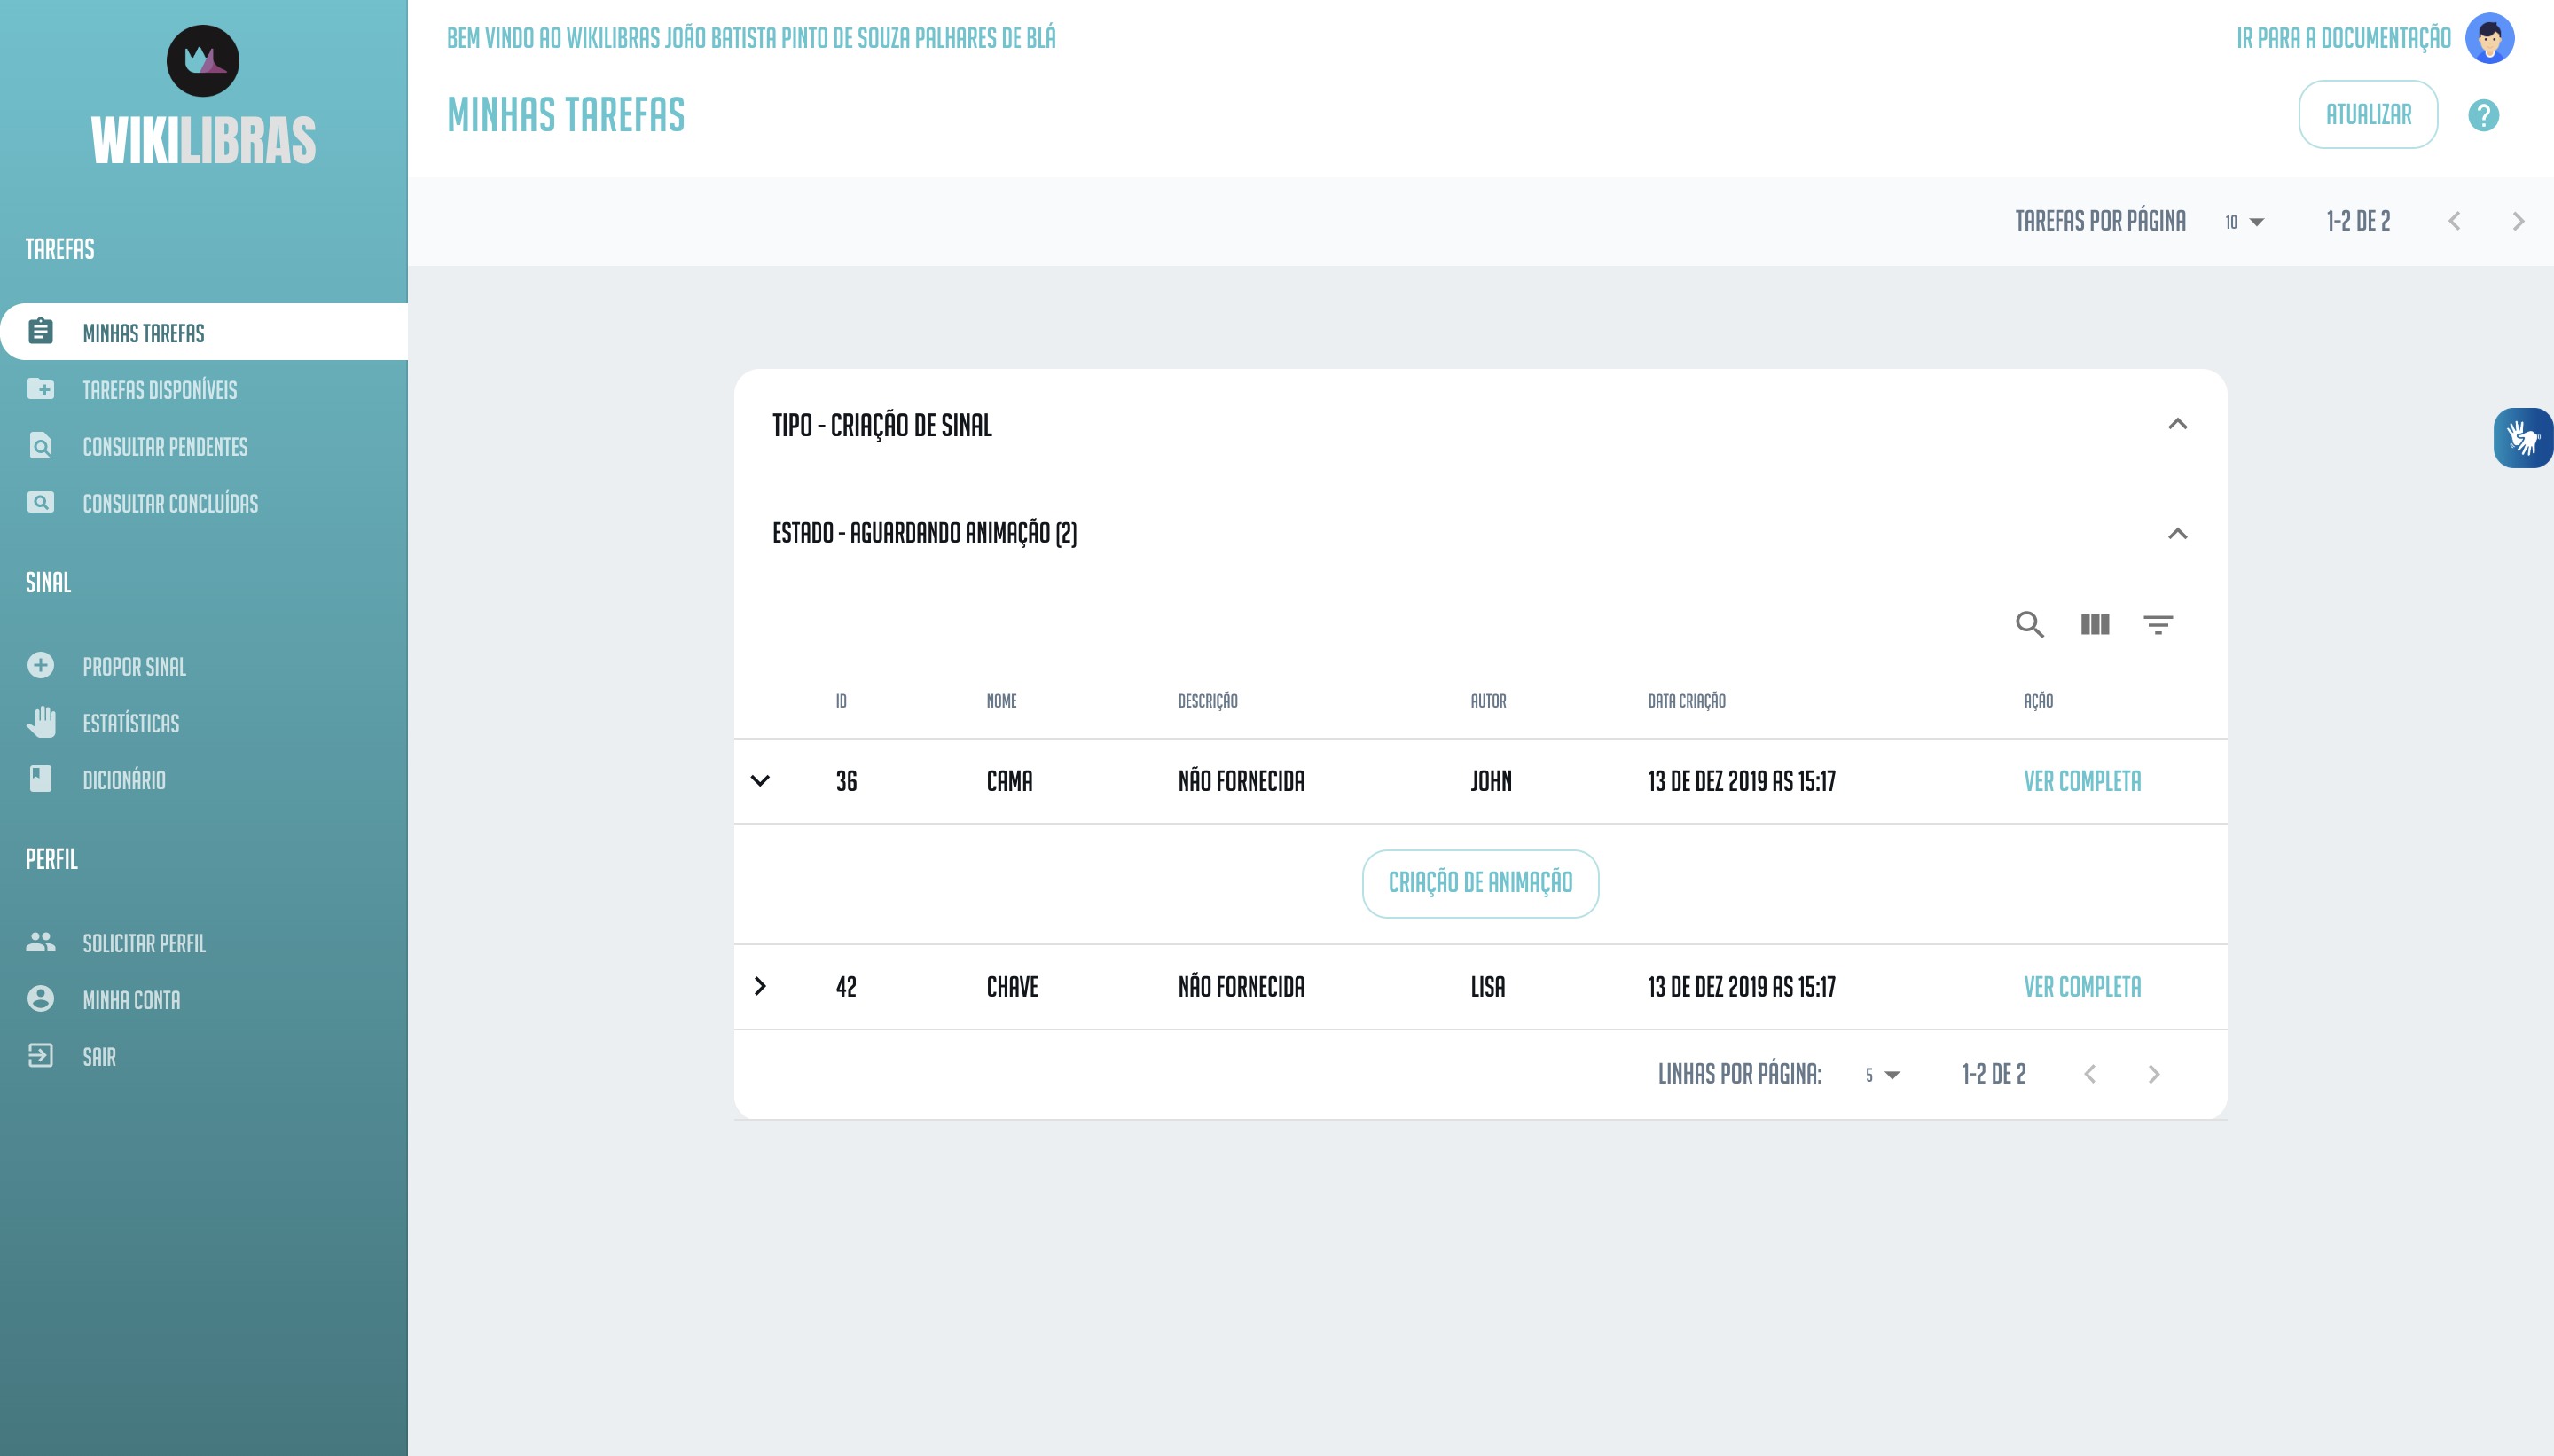 WIKILIBRAS
TAREFAS
MINHAS TAREFAS
TAREFAS DISPONÍVEIS
CONSULTAR PENDENTES
CONSULTAR CONCLUÍDAS
SINAL
PROPOR SINAL
ESTATÍSTICAS
DICIONÁRIO
PERFIL
SOLICITAR PERFIL
MINHA CONTA
SAIR
BEM VINDO AO WIKILIBRAS JOÃO BATISTA PINTO DE SOUZA PALHARES DE BLÁ
IR PARA A DOCUMENTAÇÃO
MINHAS TAREFAS
ATUALIZAR
?
TAREFAS POR PÁGINA 10 1-2 DE 2
TIPO - CRIAÇÃO DE SINAL
ESTADO - AGUARDANDO ANIMAÇÃO (2)
ID NOME DESCRIÇÃO AUTOR DATA CRIAÇÃO AÇÃO
36 CAMA NÃO FORNECIDA JOHN 13 DE DEZ 2019 AS 15:17 VER COMPLETA
CRIAÇÃO DE ANIMAÇÃO
42 CHAVE NÃO FORNECIDA LISA 13 DE DEZ 2019 AS 15:17 VER COMPLETA
LINHAS POR PÁGINA: 5 1-2 DE 2